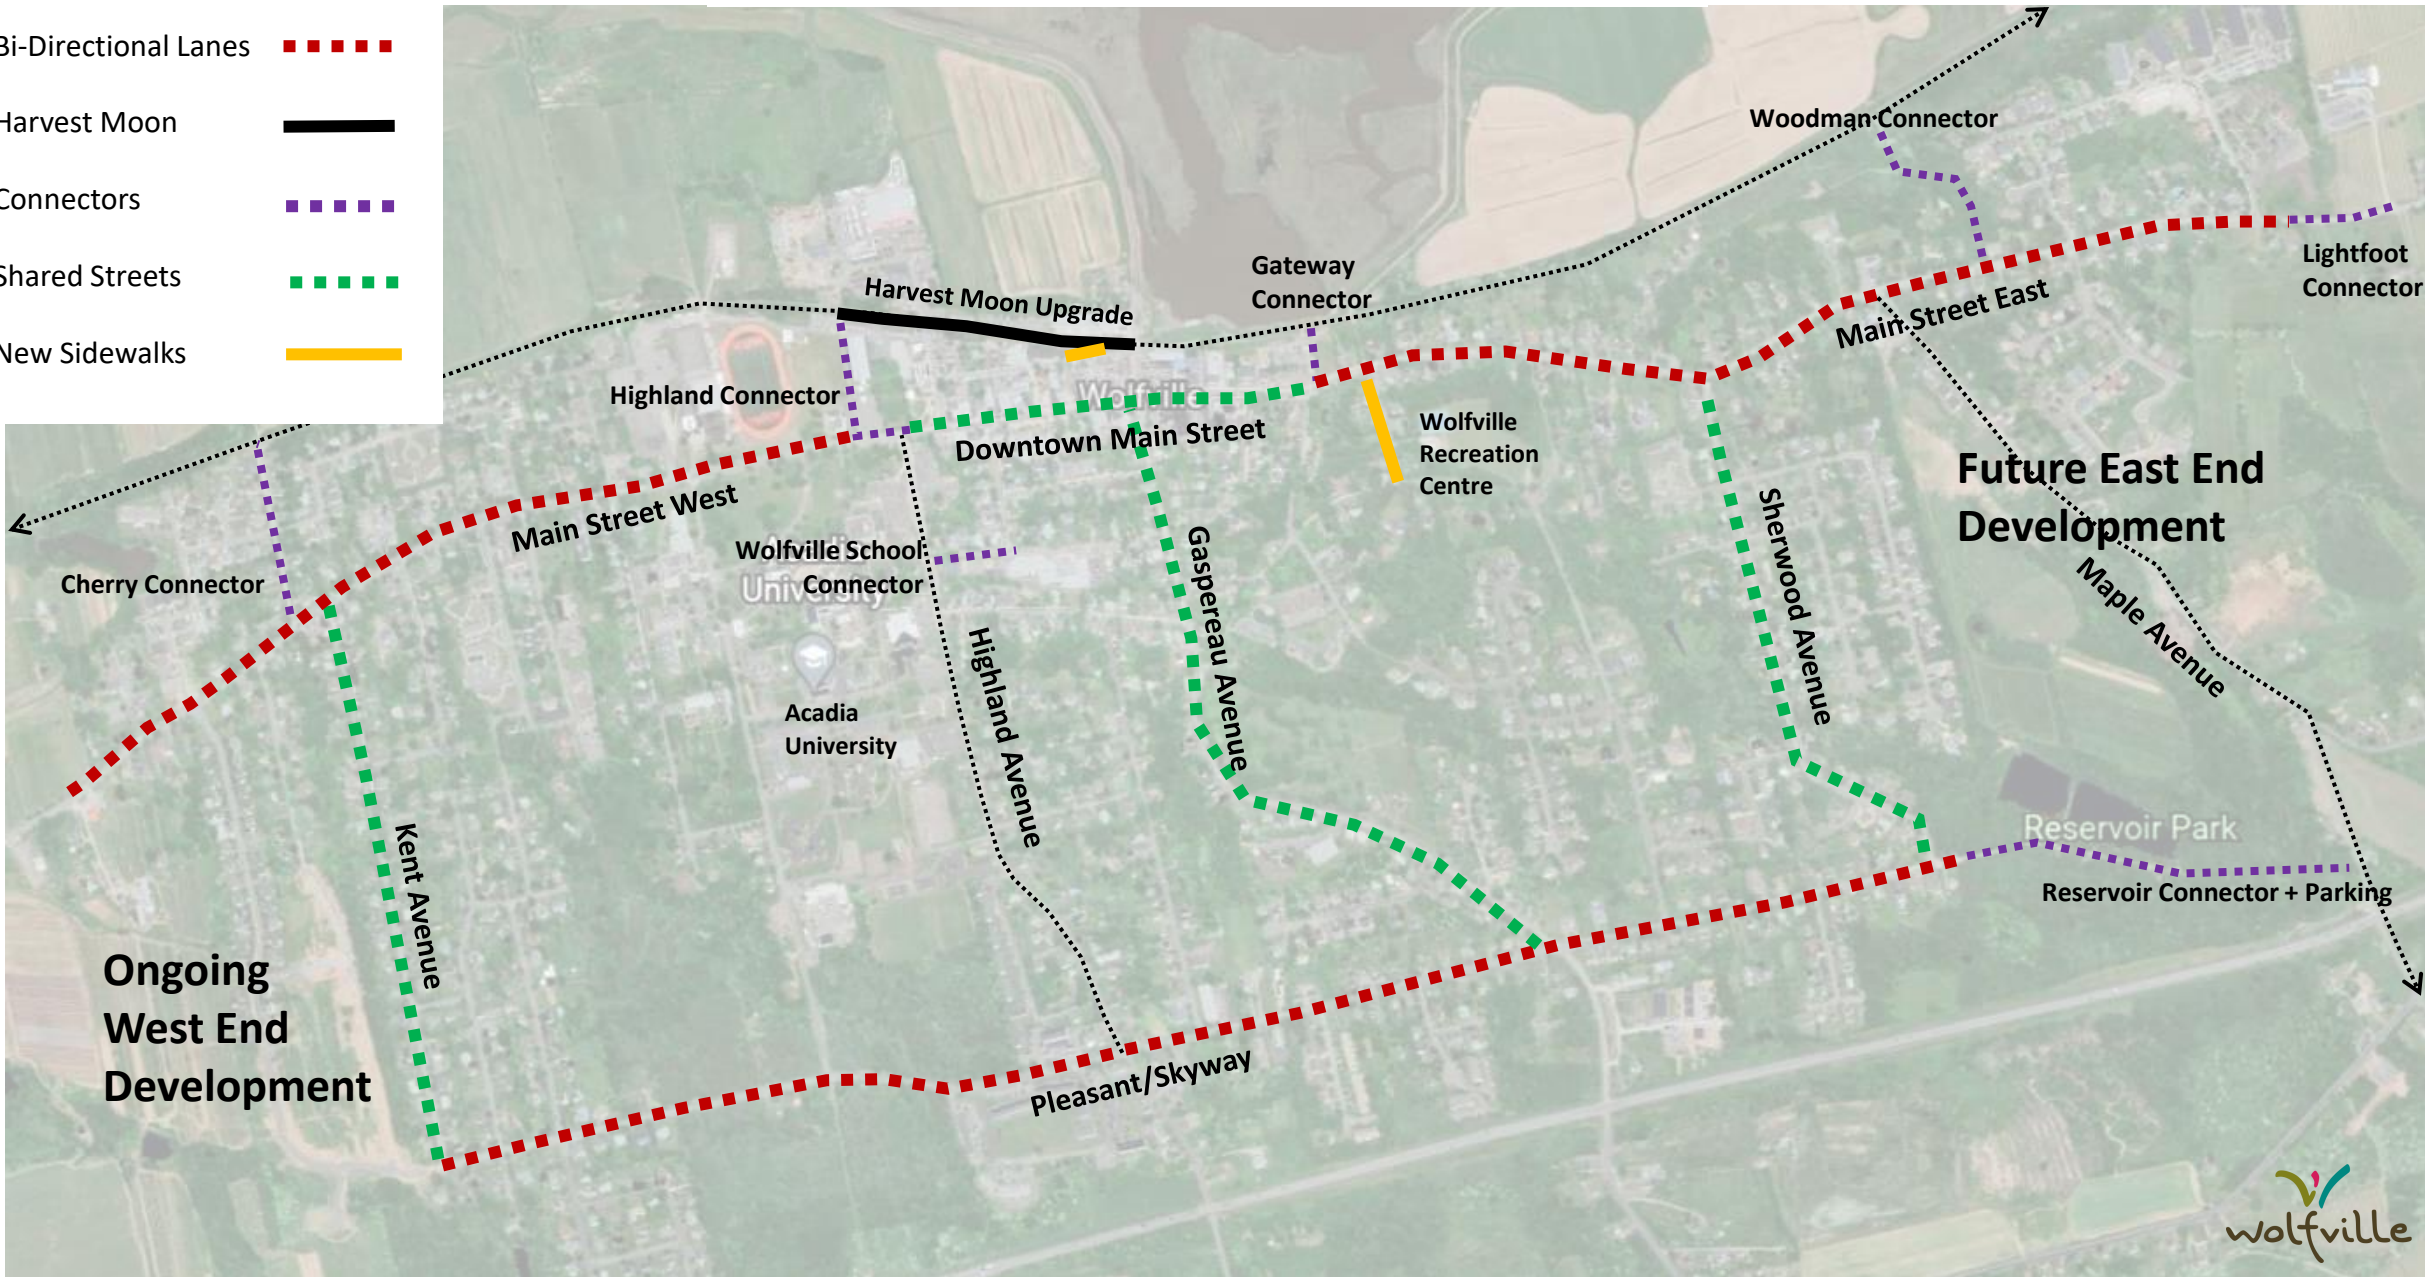 Bi-Directional Lanes
Harvest Moon
Connectors
Shared Streets
New Sidewalks
Woodman Connector
Gateway
Connector
Lightfoot
Connector
Harvest Moon Upgrade
Main Street East
Highland Connector
Wolfville
Downtown Main Street
Wolfville
Recreation
Centre
Future East End
Development
Main Street West
Wolfville School
Connector
Acadia
University
Cherry Connector
Gaspereau Avenue
Sherwood Avenue
Maple Avenue
Highland Avenue
Acadia
University
Kent Avenue
Reservoir Park
Reservoir Connector + Parking
Ongoing
West End
Development
Pleasant/Skyway
wolfville